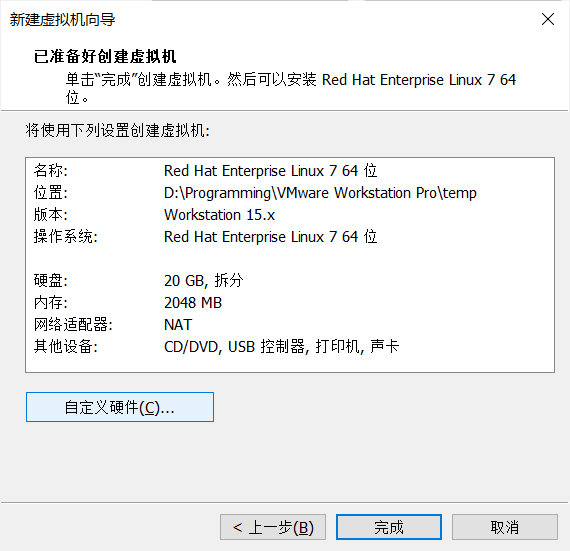 新建虚拟机向导
已准备好创建虚拟机
单击“完成”创建虚拟机。然后可以安装 Red Hat Enterprise Linux 7 64
位。
将使用下列设置创建虚拟机:
名称: Red Hat Enterprise Linux 7 64 位
位置: D:\Programming\VMware Workstation Pro\temp
版本: Workstation 15.x
操作系统: Red Hat Enterprise Linux 7 64 位
硬盘: 20 GB, 拆分
内存: 2048 MB
网络适配器: NAT
其他设备: CD/DVD, USB 控制器, 打印机, 声卡
自定义硬件(C)...
< 上一步(B) 完成 取消